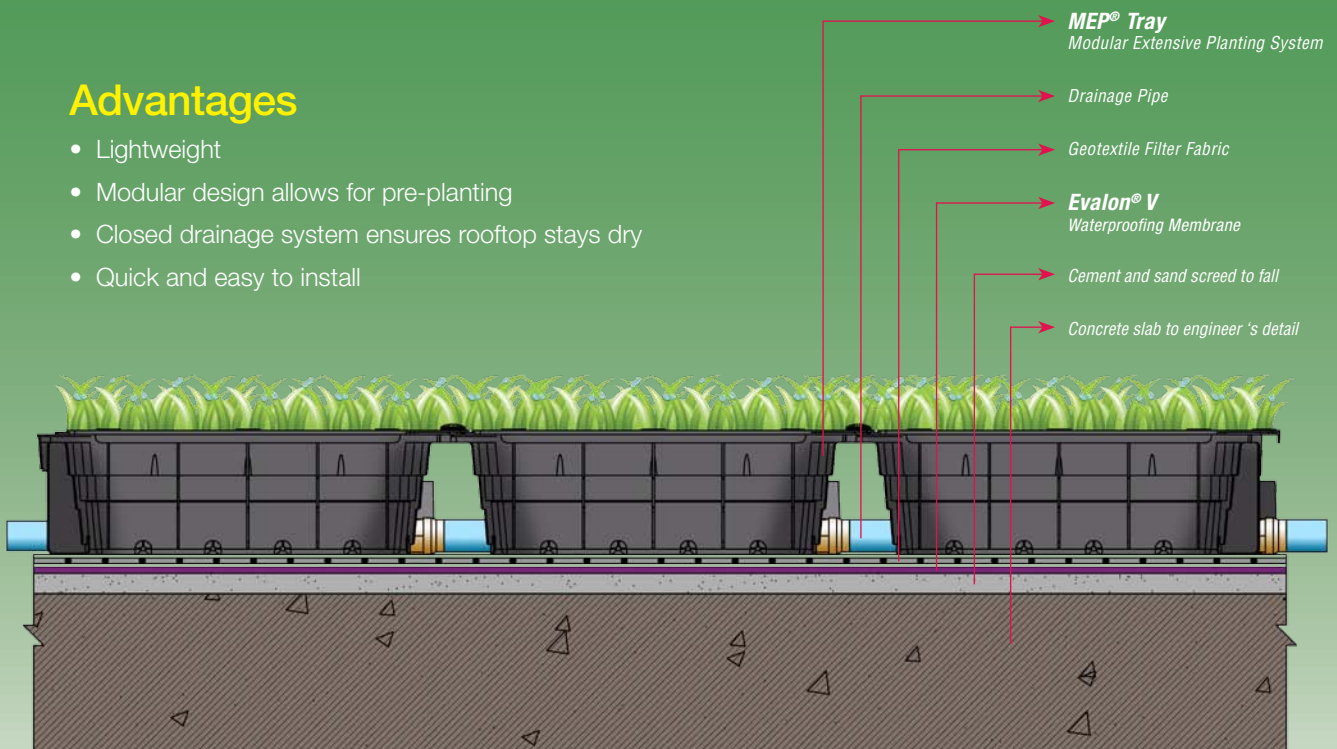 Advantages
• Lightweight
• Modular design allows for pre-planting
• Closed drainage system ensures rooftop stays dry
• Quick and easy to install
MEP® Tray
Modular Extensive Planting System
Drainage Pipe
Geotextile Filter Fabric
Evalon® V
Waterproofing Membrane
Cement and sand screed to fall
Concrete slab to engineer ‘s detail